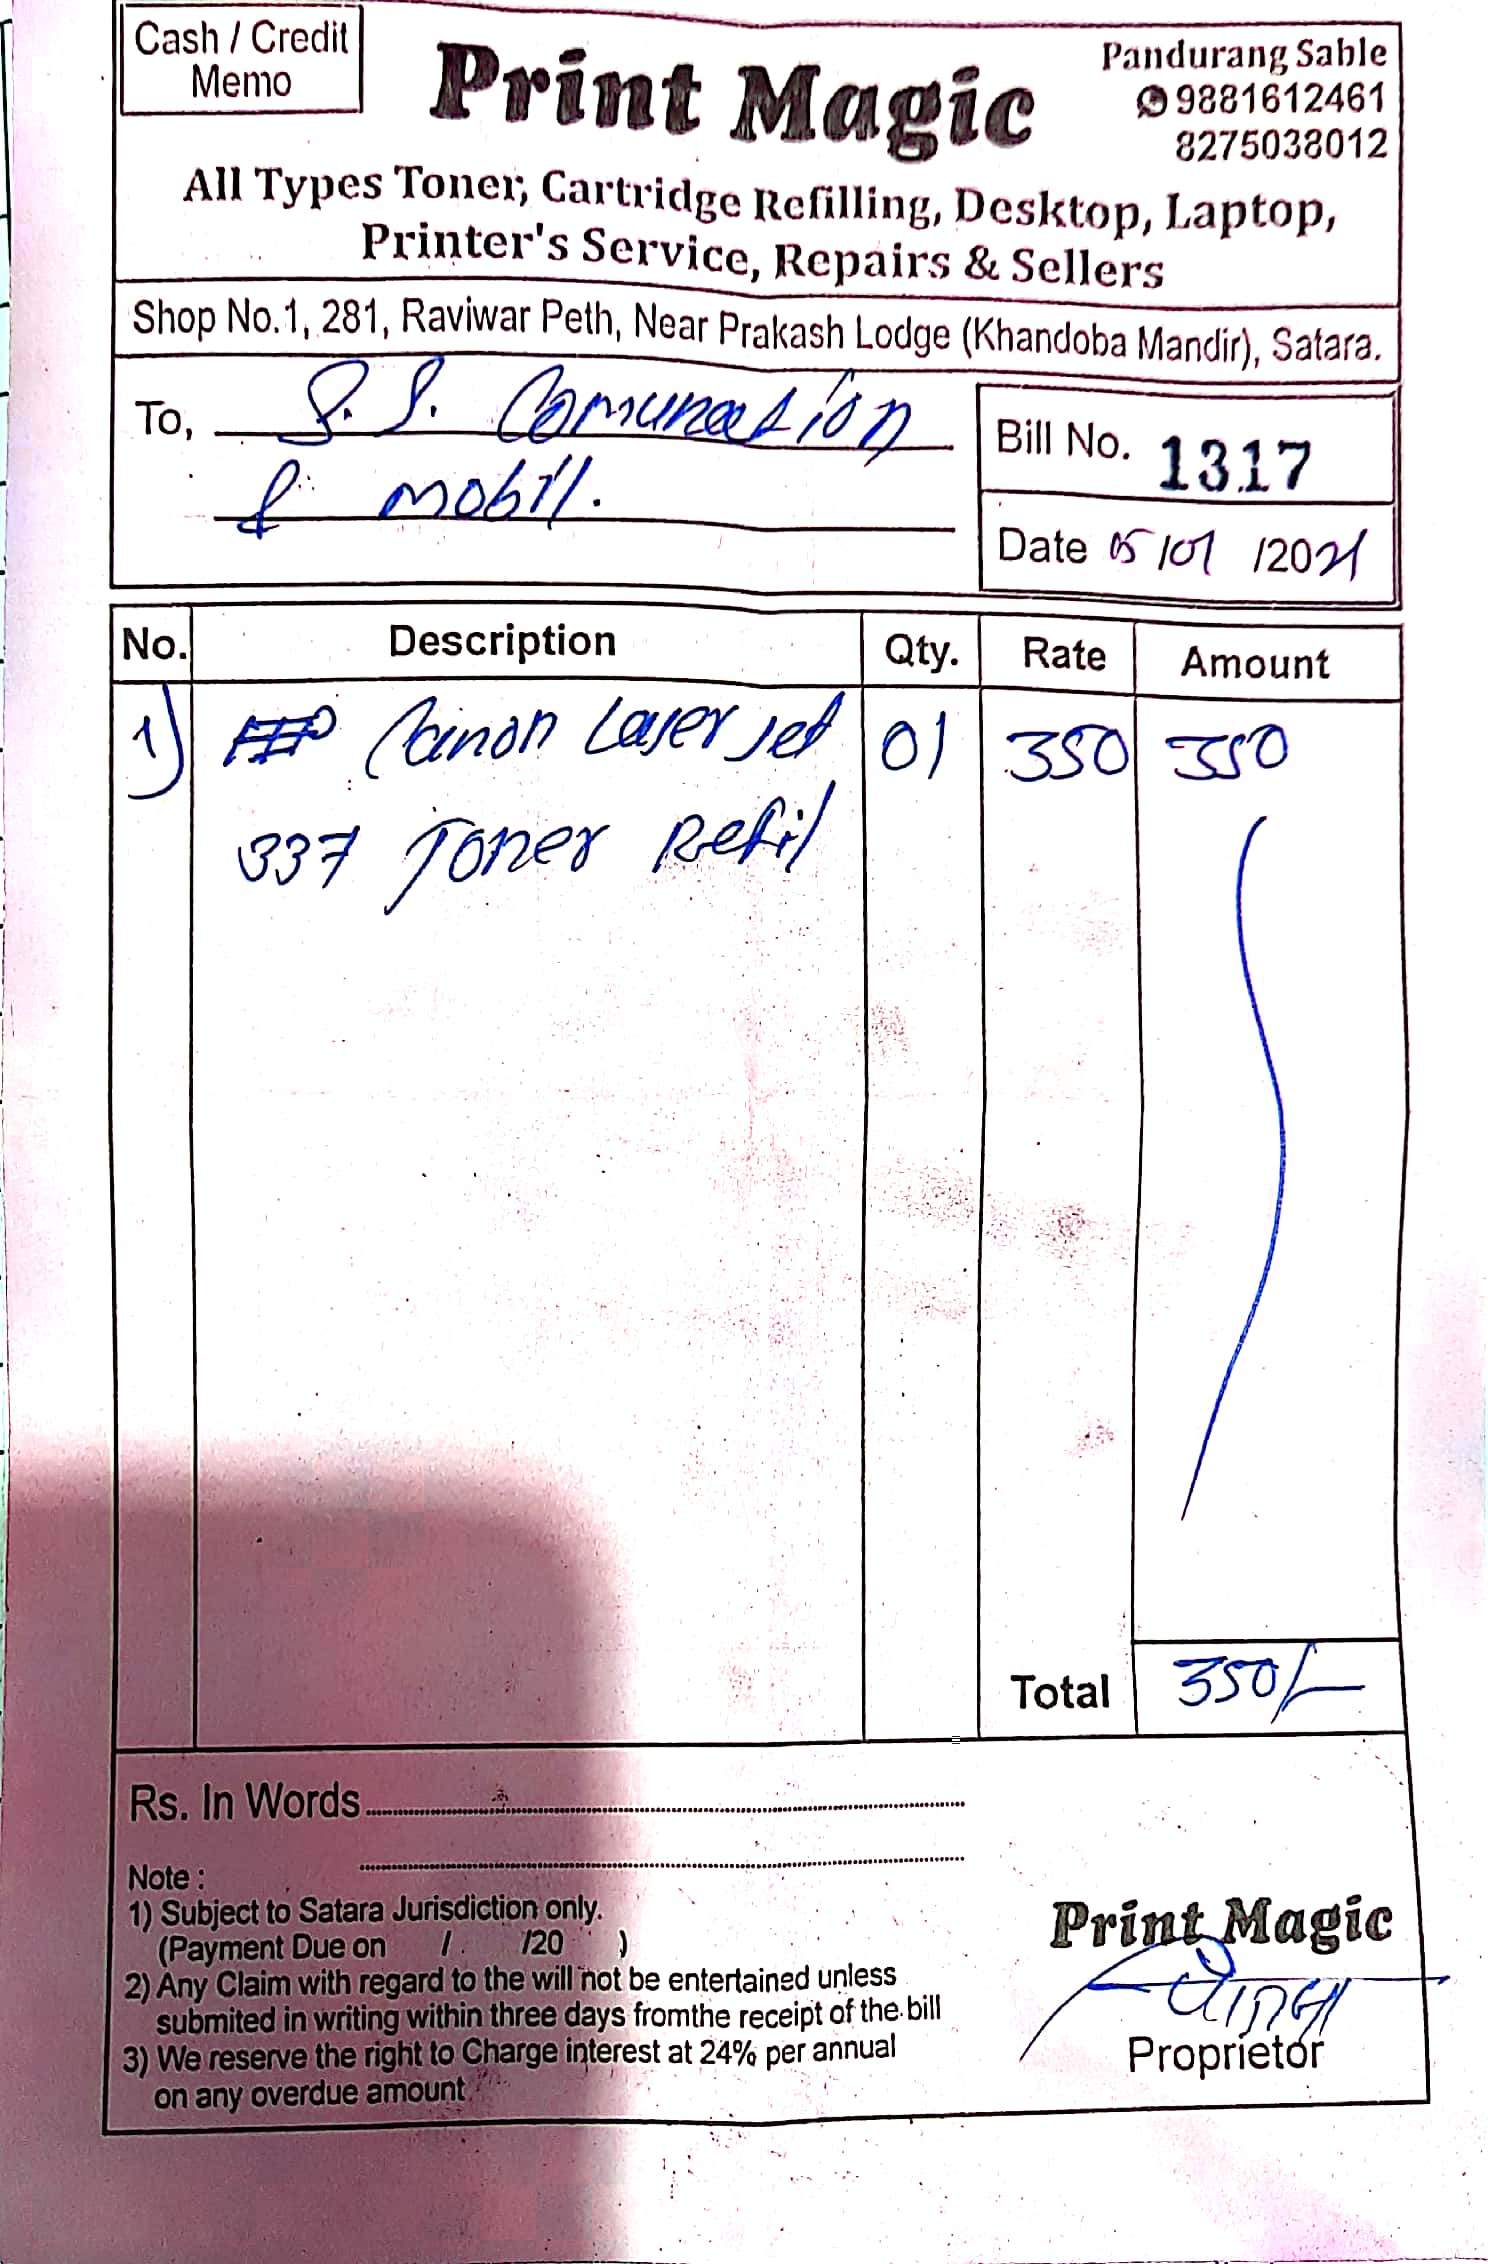 Cash / Credit
Memo
Print Magic
Pandurang Sable
9881612461
8275038012
All Types Toner, Cartridge Refilling, Desktop, Laptop,
Printer's Service, Repairs & Sellers
Shop No.1, 281, Raviwar Peth, Near Prakash Lodge (Khandoba Mandir), Satara.
To, S. S. Comunection
& mobill.
Bill No. 1317
Date 05/01/2021
No. Description Qty. Rate Amount
1) Canon Laser Jet 01 350 350
337 Toner Refil
Total 350/-
Rs. In Words
Note :
1) Subject to Satara Jurisdiction only.
(Payment Due on / /20 )
2) Any Claim with regard to the will not be entertained unless
submited in writing within three days fromthe receipt of the bill
3) We reserve the right to Charge interest at 24% per annual
on any overdue amount
Print Magic
Proprietor